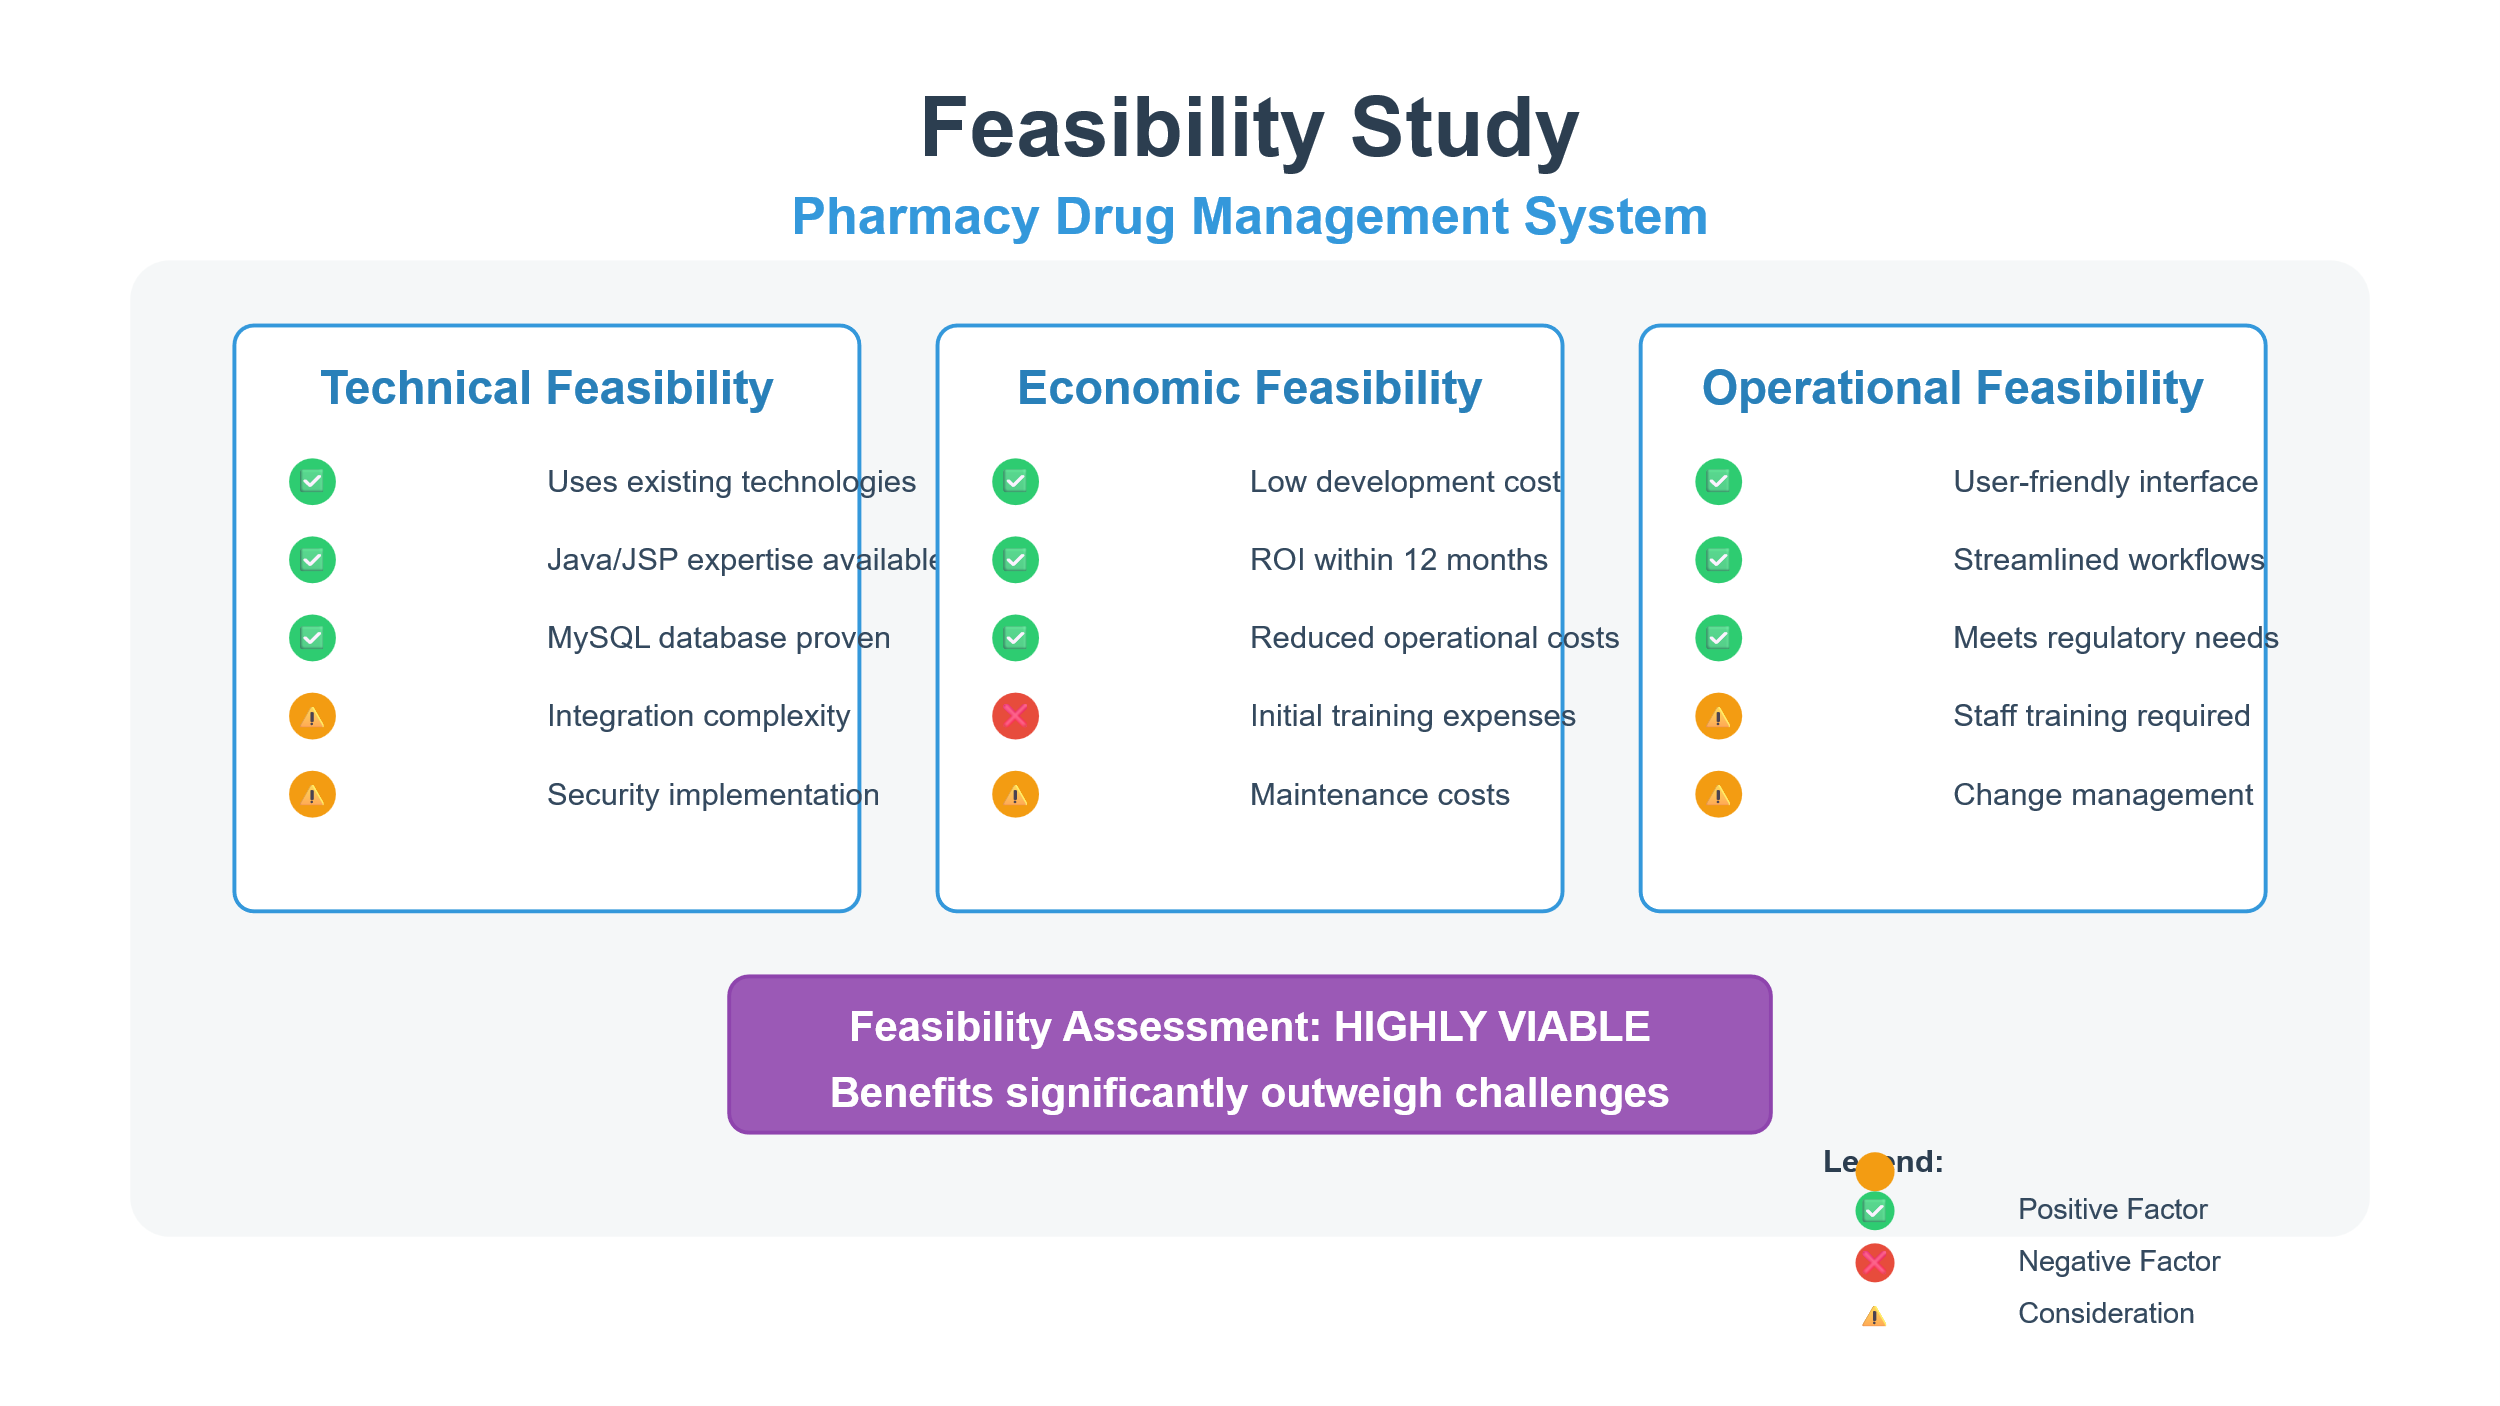 Feasibility Study
Pharmacy Drug Management System
Technical Feasibility
Uses existing technologies
Java/JSP expertise available
MySQL database proven
Integration complexity
Security implementation
Economic Feasibility
Low development cost
ROI within 12 months
Reduced operational costs
Initial training expenses
Maintenance costs
Operational Feasibility
User-friendly interface
Streamlined workflows
Meets regulatory needs
Staff training required
Change management
Feasibility Assessment: HIGHLY VIABLE
Benefits significantly outweigh challenges
Legend:
Positive Factor
Negative Factor
Consideration